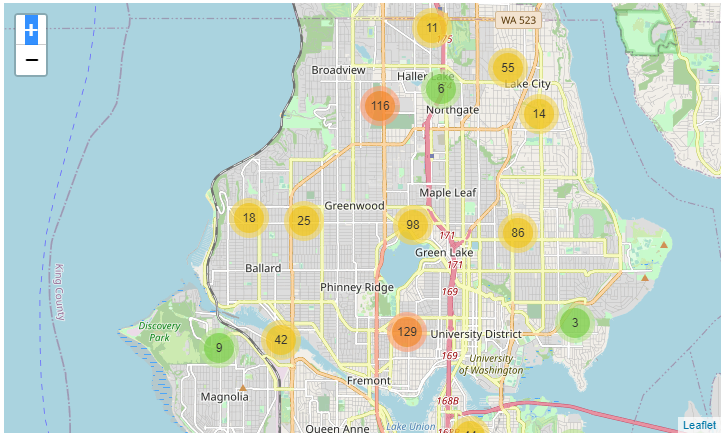 +
−
11
175
WA 523
Broadview
Haller Lake
55
Lake City
6
116
Northgate
14
Maple Leaf
Greenwood
18
25
98
171
86
Green Lake
171
Ballard
King County
Phinney Ridge
169
Discovery
Park
129
University District
3
9
42
169
University
of Washington
Fremont
Magnolia
168B
Queen Anne
Lake Union
44
Leaflet